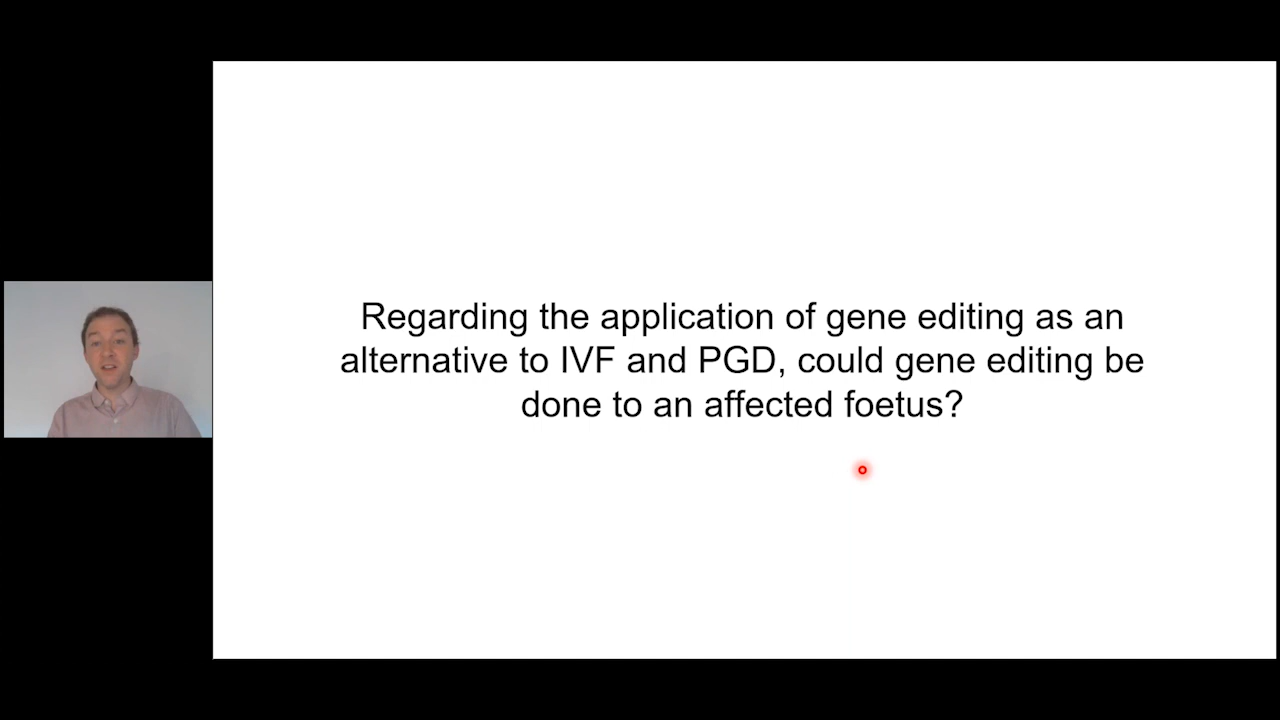 Regarding the application of gene editing as an
alternative to IVF and PGD, could gene editing be
done to an affected foetus?